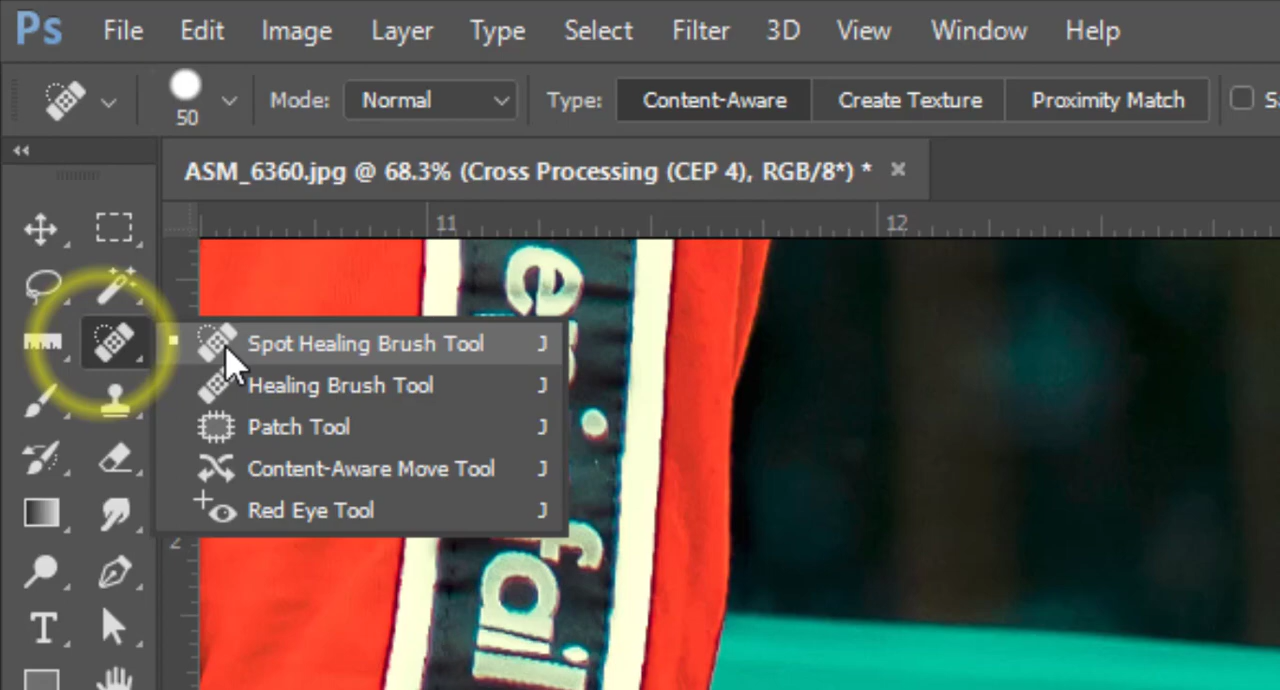 Ps File Edit Image Layer Type Select Filter 3D View Window Help
50 Mode: Normal Type: Content-Aware Create Texture Proximity Match
ASM_6360.jpg @ 68.3% (Cross Processing (CEP 4), RGB/8*) *
11 12
Spot Healing Brush Tool J
Healing Brush Tool J
Patch Tool J
Content-Aware Move Tool J
Red Eye Tool J
2
T
fail